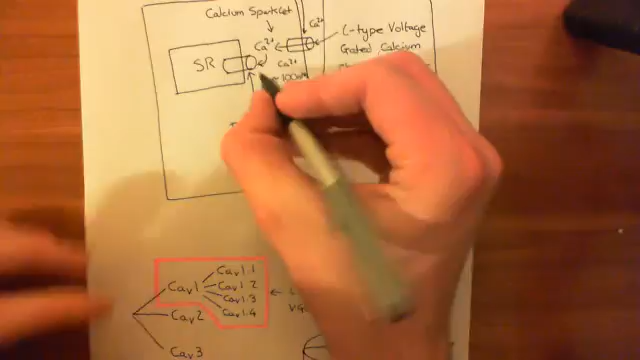 Calcium Sparklet
Ca²⁺
L-type Voltage
Ca²⁺
Gated Calcium
SR
Ca²⁺
~100nm
Cav1.1
Cav1
Cav1.2
Cav1.3
Cav1.4
Cav2
Cav3